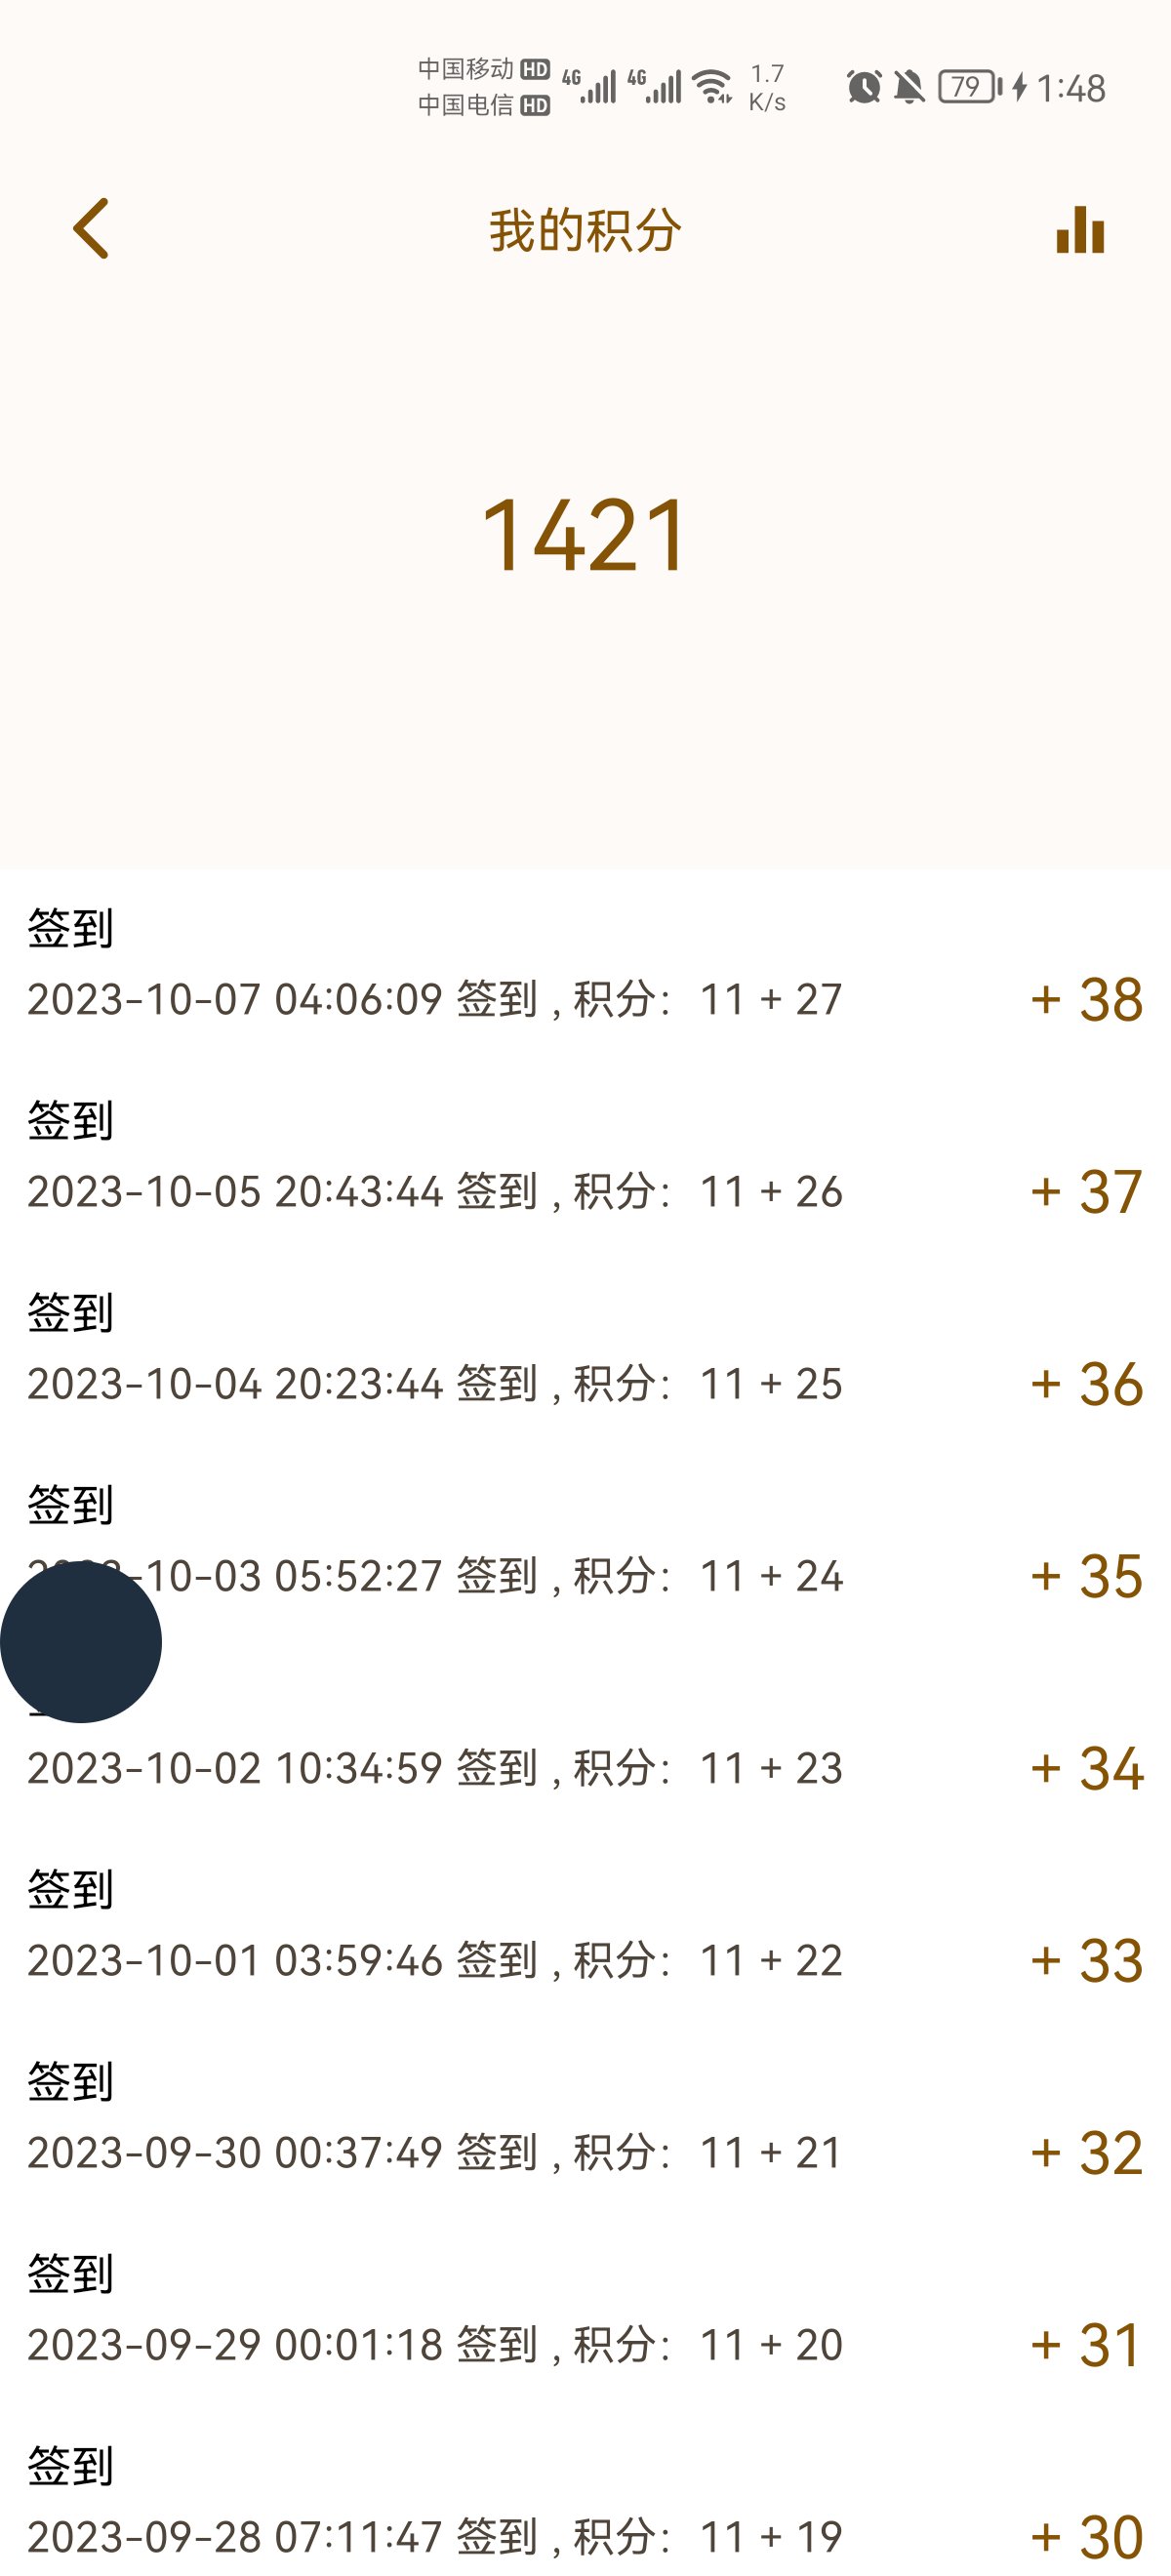 中国移动 HD
中国电信 HD
4G 4G 1.7 K/s 79 1:48
我的积分
1421
签到
2023-10-07 04:06:09 签到 , 积分： 11 + 27 + 38
签到
2023-10-05 20:43:44 签到 , 积分： 11 + 26 + 37
签到
2023-10-04 20:23:44 签到 , 积分： 11 + 25 + 36
签到
-10-03 05:52:27 签到 , 积分： 11 + 24 + 35
2023-10-02 10:34:59 签到 , 积分： 11 + 23 + 34
签到
2023-10-01 03:59:46 签到 , 积分： 11 + 22 + 33
签到
2023-09-30 00:37:49 签到 , 积分： 11 + 21 + 32
签到
2023-09-29 00:01:18 签到 , 积分： 11 + 20 + 31
签到
2023-09-28 07:11:47 签到 , 积分： 11 + 19 + 30